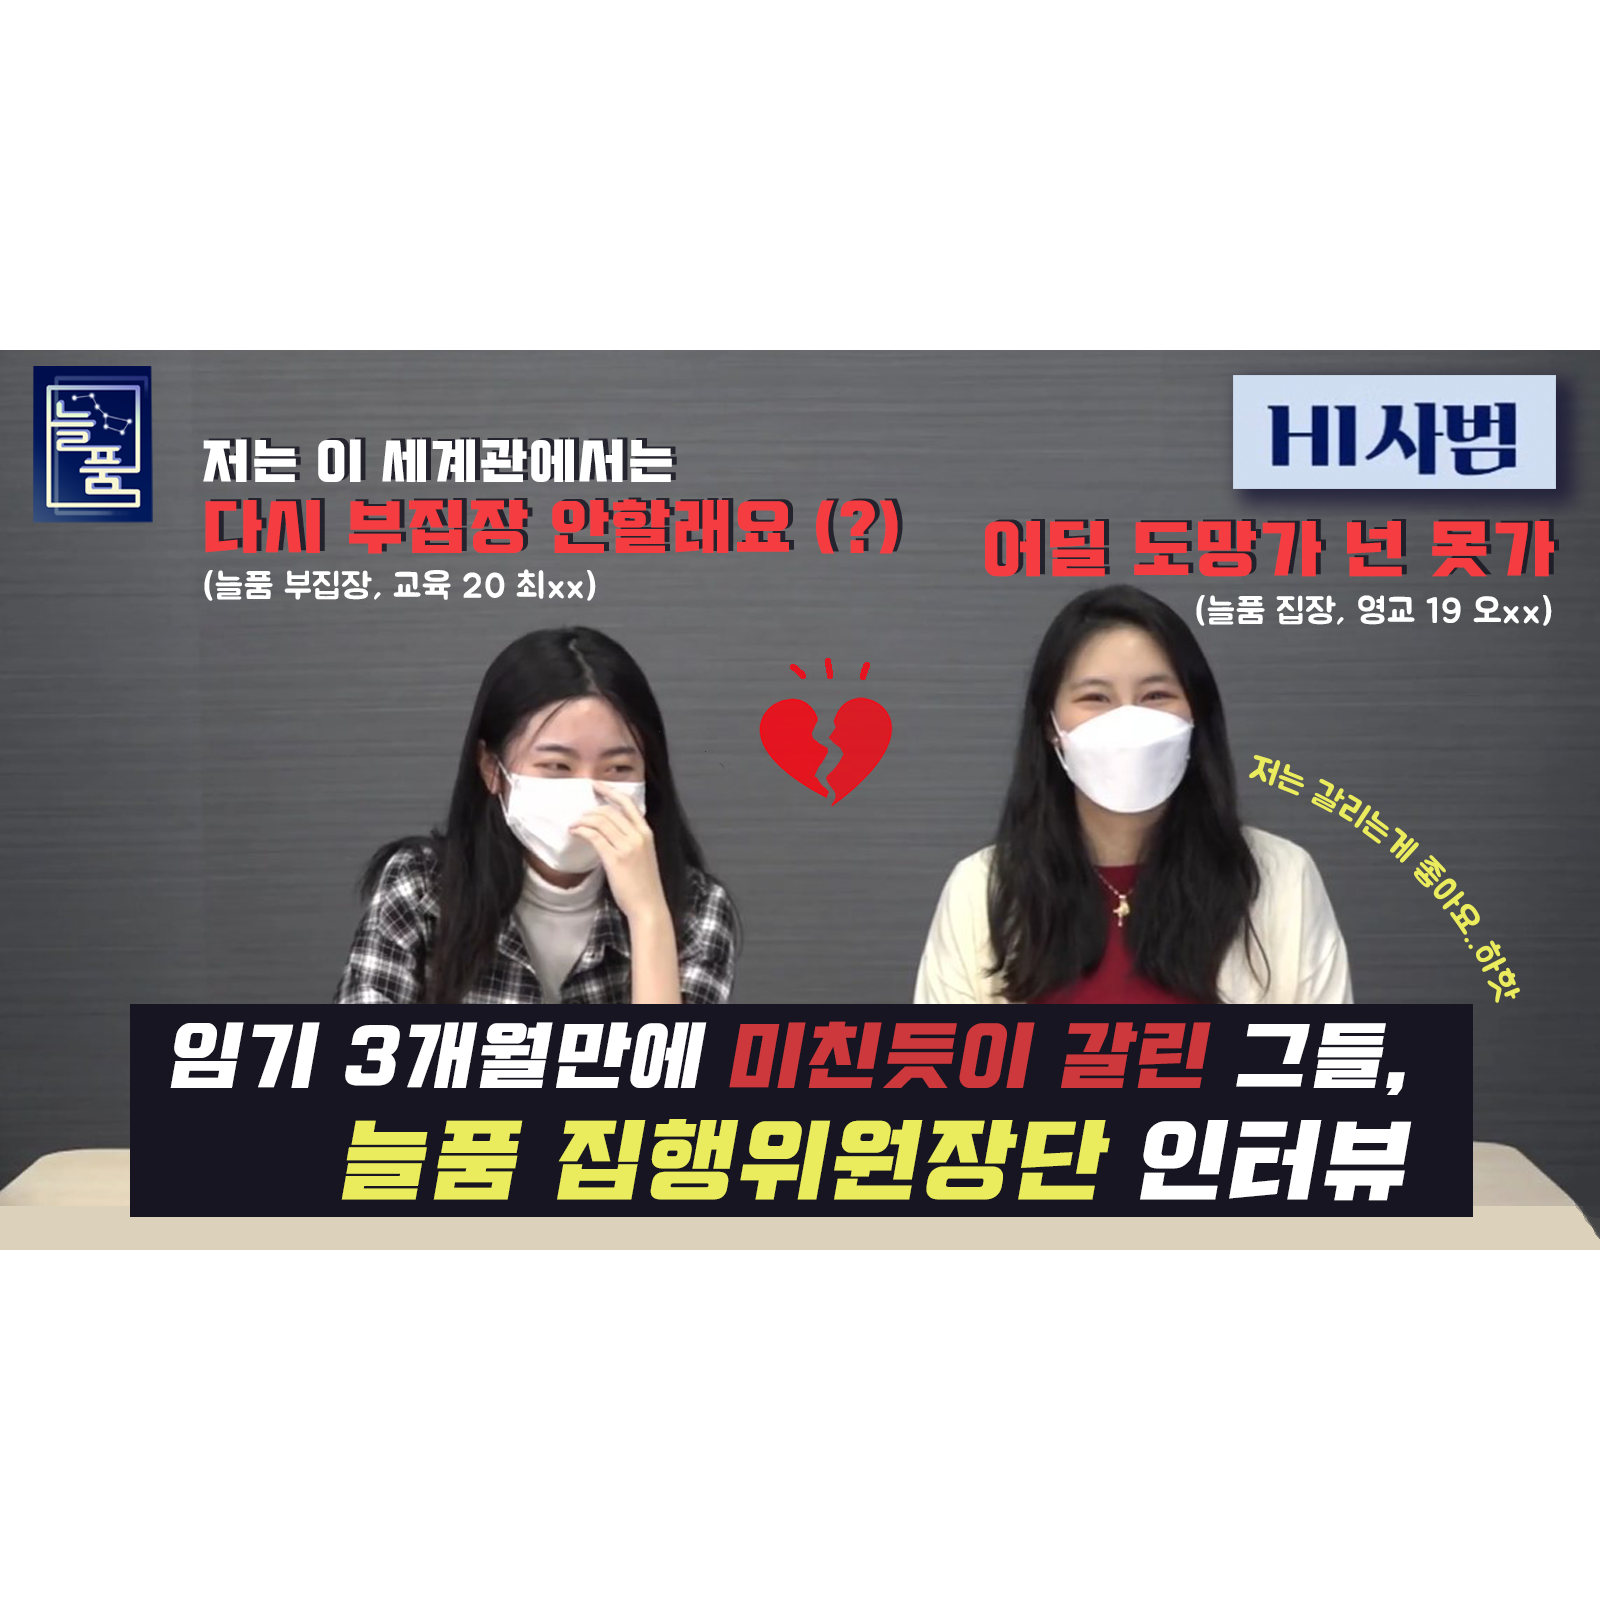 늘품
HI사범
저는 이 세계관에서는
다시 부집장 안할래요 (?)
(늘품 부집장, 교육 20 최xx)
어딜 도망가 넌 못가
(늘품 집장, 영교 19 오xx)
저는 갈리는게 좋아요..하핫
임기 3개월만에 미친듯이 갈린 그들,
늘품 집행위원장단 인터뷰